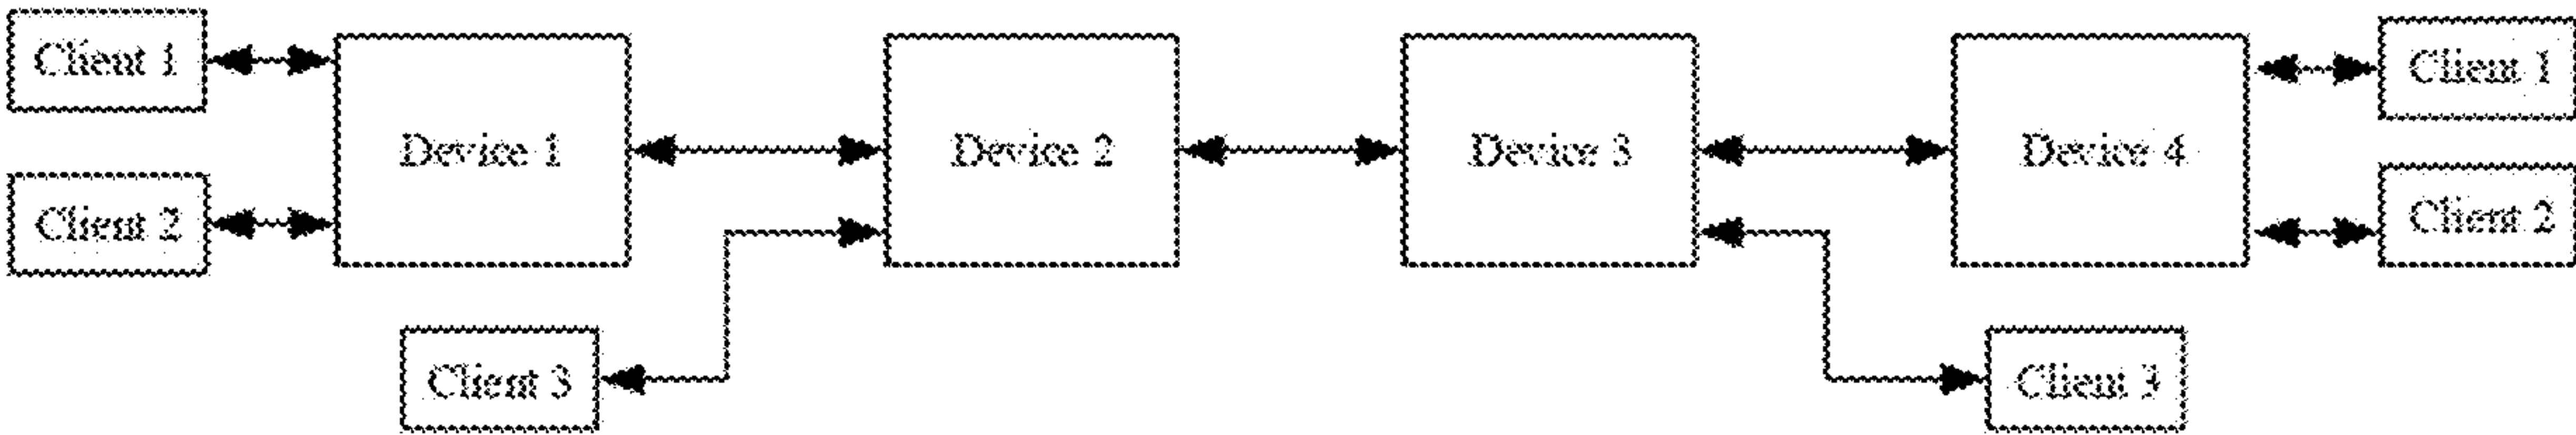 Client 1
Device 1
Device 2
Device 3
Device 4
Client 1
Client 2
Client 2
Client 3
Client 3